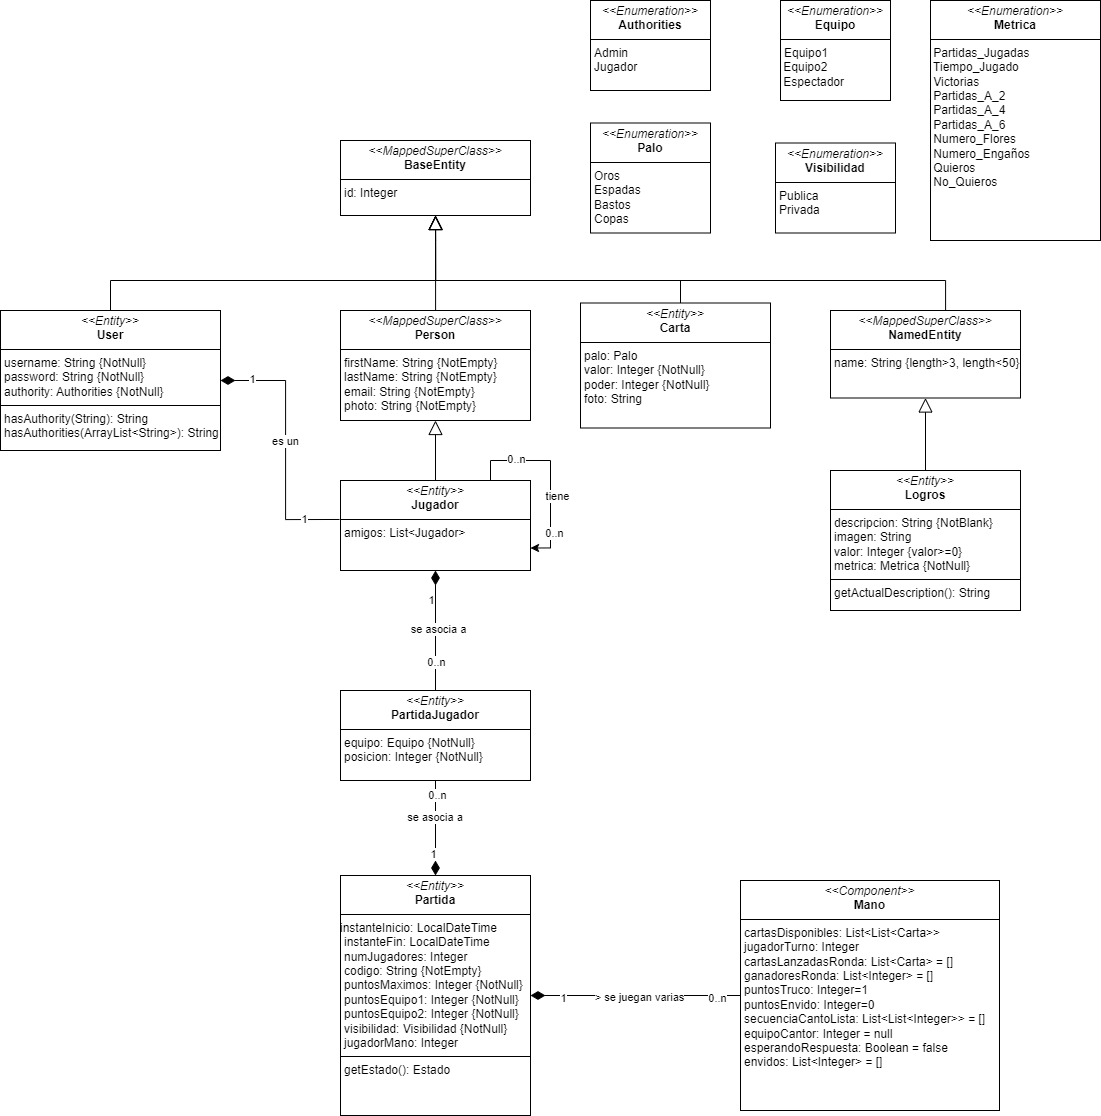 <<Enumeration>>
Authorities
Admin
Jugador
<<Enumeration>>
Equipo
Equipo1
Equipo2
Espectador
<<Enumeration>>
Metrica
Partidas_Jugadas
Tiempo_Jugado
Victorias
Partidas_A_2
Partidas_A_4
Partidas_A_6
Numero_Flores
Numero_Engaños
Quieros
No_Quieros
<<Enumeration>>
Palo
Oros
Espadas
Bastos
Copas
<<Enumeration>>
Visibilidad
Publica
Privada
<<MappedSuperClass>>
BaseEntity
id: Integer
<<Entity>>
User
username: String {NotNull}
password: String {NotNull}
authority: Authorities {NotNull}
hasAuthority(String): String
hasAuthorities(ArrayList<String>): String
<<MappedSuperClass>>
Person
firstName: String {NotEmpty}
lastName: String {NotEmpty}
email: String {NotEmpty}
photo: String {NotEmpty}
<<Entity>>
Carta
palo: Palo
valor: Integer {NotNull}
poder: Integer {NotNull}
foto: String
<<MappedSuperClass>>
NamedEntity
name: String {length>3, length<50}
1
es un
1
0..n
tiene
0..n
<<Entity>>
Jugador
amigos: List<Jugador>
<<Entity>>
Logros
descripcion: String {NotBlank}
imagen: String
valor: Integer {valor>=0}
metrica: Metrica {NotNull}
getActualDescription(): String
1
se asocia a
0..n
<<Entity>>
PartidaJugador
equipo: Equipo {NotNull}
posicion: Integer {NotNull}
0..n
se asocia a
1
<<Entity>>
Partida
instanteInicio: LocalDateTime
instanteFin: LocalDateTime
numJugadores: Integer
codigo: String {NotEmpty}
puntosMaximos: Integer {NotNull}
puntosEquipo1: Integer {NotNull}
puntosEquipo2: Integer {NotNull}
visibilidad: Visibilidad {NotNull}
jugadorMano: Integer
getEstado(): Estado
1
> se juegan varias
0..n
<<Component>>
Mano
cartasDisponibles: List<List<Carta>>
jugadorTurno: Integer
cartasLanzadasRonda: List<Carta> = []
ganadoresRonda: List<Integer> = []
puntosTruco: Integer=1
puntosEnvido: Integer=0
secuenciaCantoLista: List<List<Integer>> = []
equipoCantor: Integer = null
esperandoRespuesta: Boolean = false
envidos: List<Integer> = []